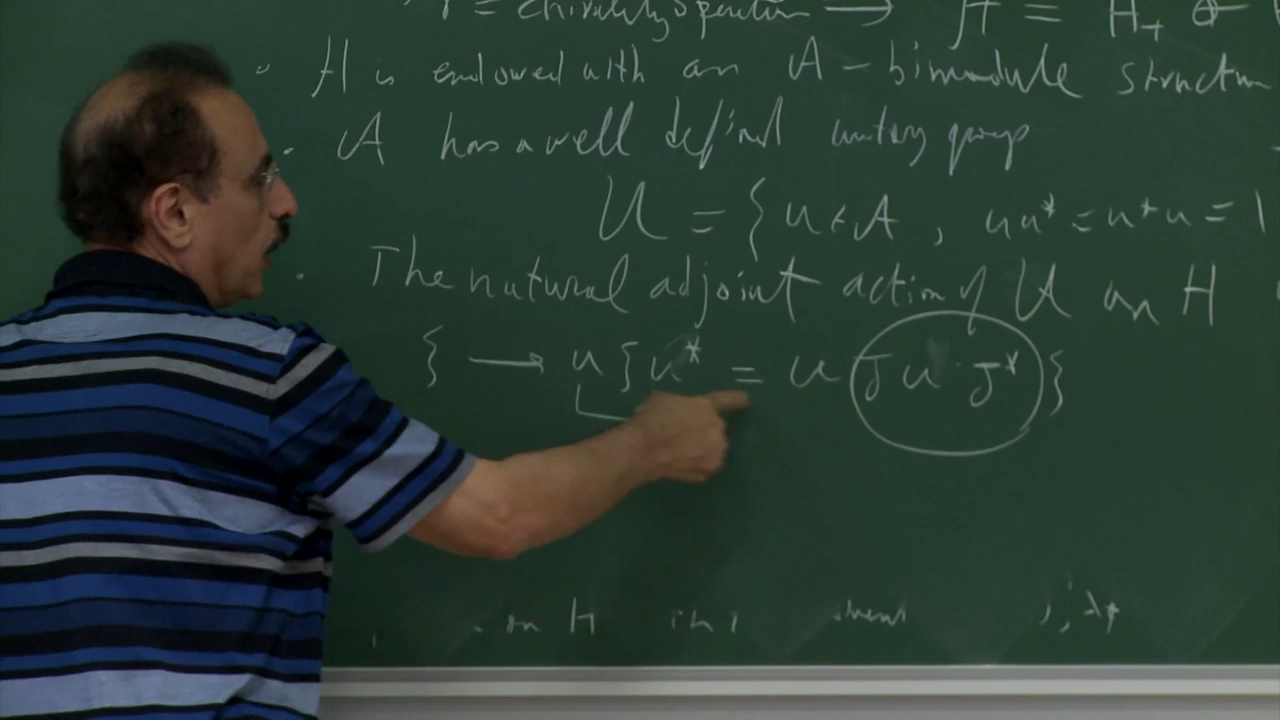 γ = chirality operator → H = H₊ ⊕
• H is endowed with an A - bimodule structure
• A has a well defined unitary group
U = { u ∈ A , uu* = u*u = 1
• The natural adjoint action of U on H
ξ → u ξ u* = u J u J* ξ
on H